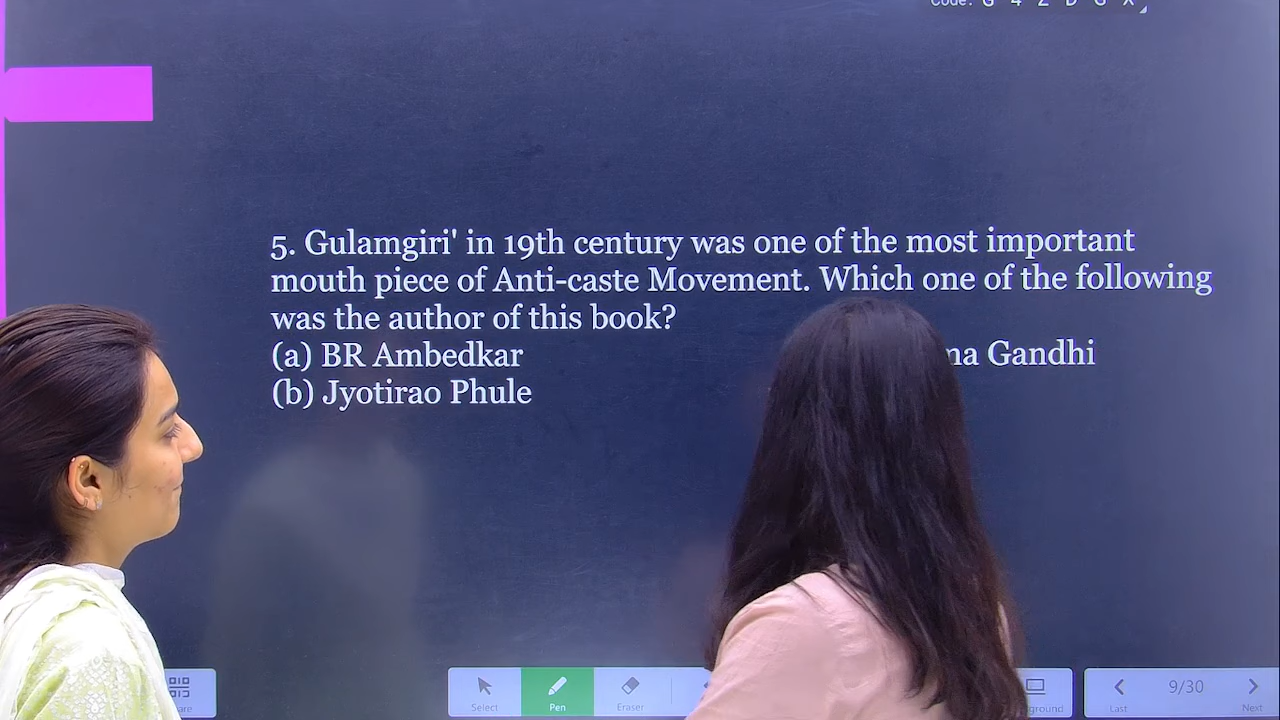 Code: G 4 Z D G X
5. Gulamgiri' in 19th century was one of the most important
mouth piece of Anti-caste Movement. Which one of the following
was the author of this book?
(a) BR Ambedkar
Gandhi
(b) Jyotirao Phule
Select
Pen
Eraser
9/30
Last
Next